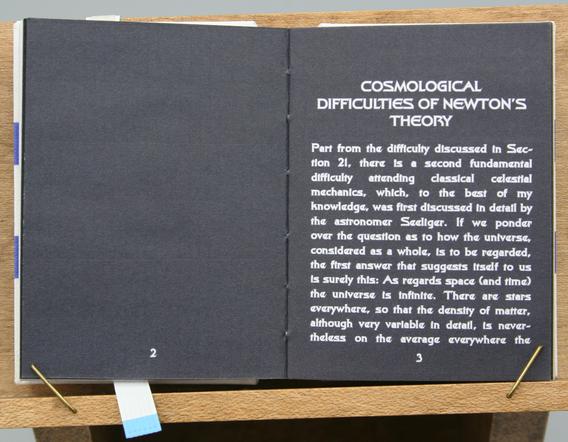 2
COSMOLOGICAL
DIFFICULTIES OF NEWTON'S
THEORY
Part from the difficulty discussed in Sec-
tion 21, there is a second fundamental
difficulty attending classical celestial
mechanics, which, to the best of my
knowledge, was first discussed in detail by
the astronomer Seeliger. If we ponder
over the question as to how the universe,
considered as a whole, is to be regarded,
the first answer that suggests itself to us
is surely this: As regards space (and time)
the universe is infinite. There are stars
everywhere, so that the density of matter,
although very variable in detail, is never-
theless on the average everywhere the
3